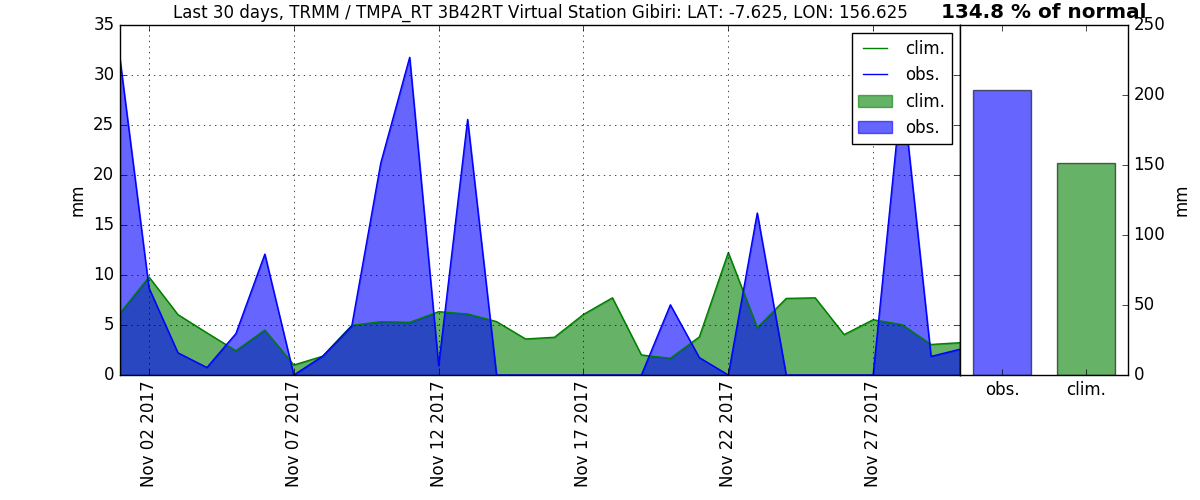 Last 30 days, TRMM / TMPA_RT 3B42RT Virtual Station Gibiri: LAT: -7.625, LON: 156.625
134.8 % of normal
35
30
25
20
15
10
5
0
mm
clim.
obs.
clim.
obs.
250
200
150
100
50
0
mm
obs.
clim.
Nov 02 2017
Nov 07 2017
Nov 12 2017
Nov 17 2017
Nov 22 2017
Nov 27 2017